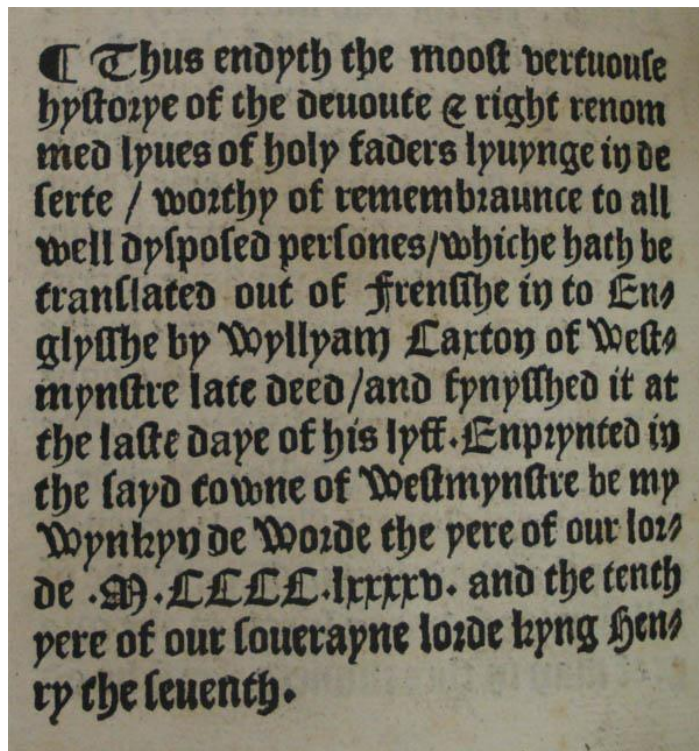 ¶ Thus endyth the moost vertuouse
hystorye of the deuoute & right renom
med lyues of holy faders lyuynge in de
serte / worthy of remembraunce to all
well dysposed persones/whiche hath be
translated out of Frensshe in to En⸗
glysshe by Wyllyam Caxton of West⸗
mynstre late deed/and fynysshed it at
the laste daye of his lyff. Enprynted in
the sayd towne of Westmynstre be my
Wynkyn de Worde the yere of our lor⸗
de .M.CCCC.lxxxxv. and the tenth
yere of our souerayne lorde kyng Hen⸗
ry the seuenth.